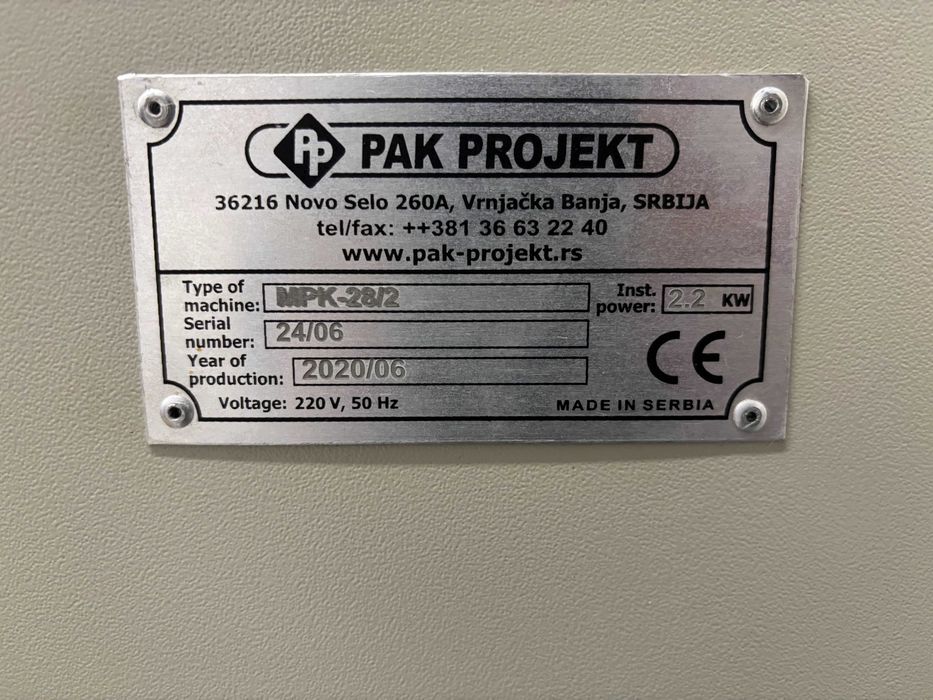 PP PAK PROJEKT
36216 Novo Selo 260A, Vrnjačka Banja, SRBIJA
tel/fax: ++381 36 63 22 40
www.pak-projekt.rs
Type of machine: MPK-28/2
Inst. power: 2.2 KW
Serial number: 24/06
Year of production: 2020/06
CE
Voltage: 220 V, 50 Hz
MADE IN SERBIA